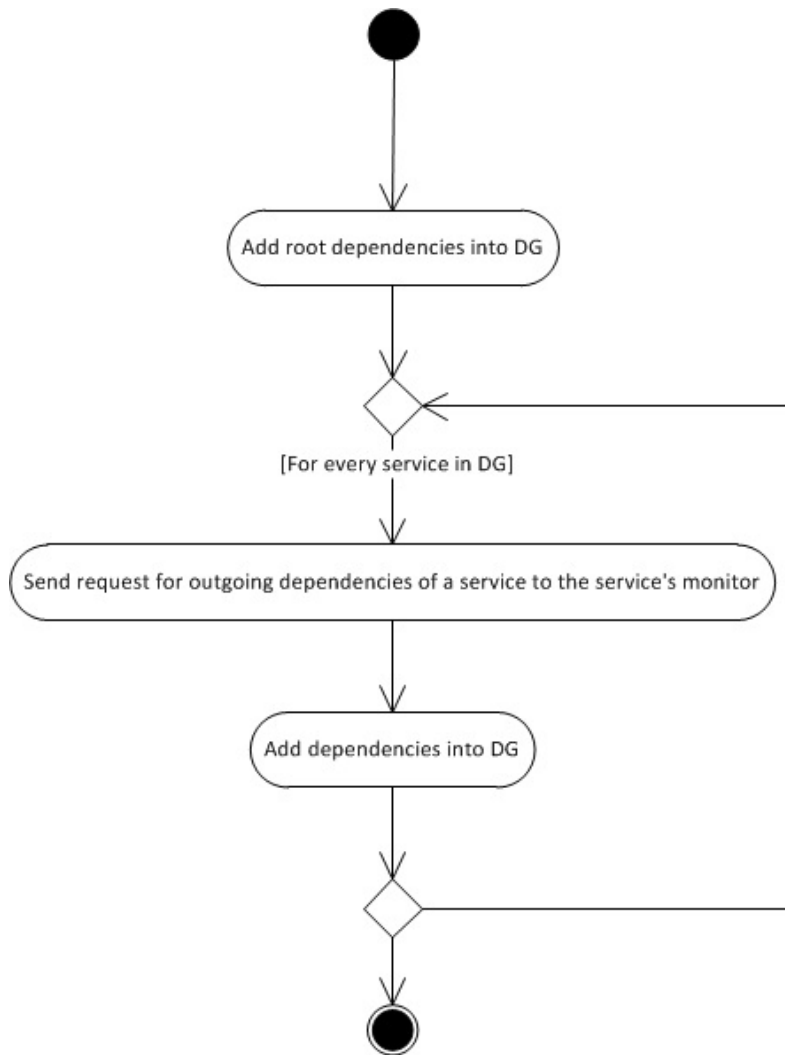 Add root dependencies into DG
[For every service in DG]
Send request for outgoing dependencies of a service to the service's monitor
Add dependencies into DG